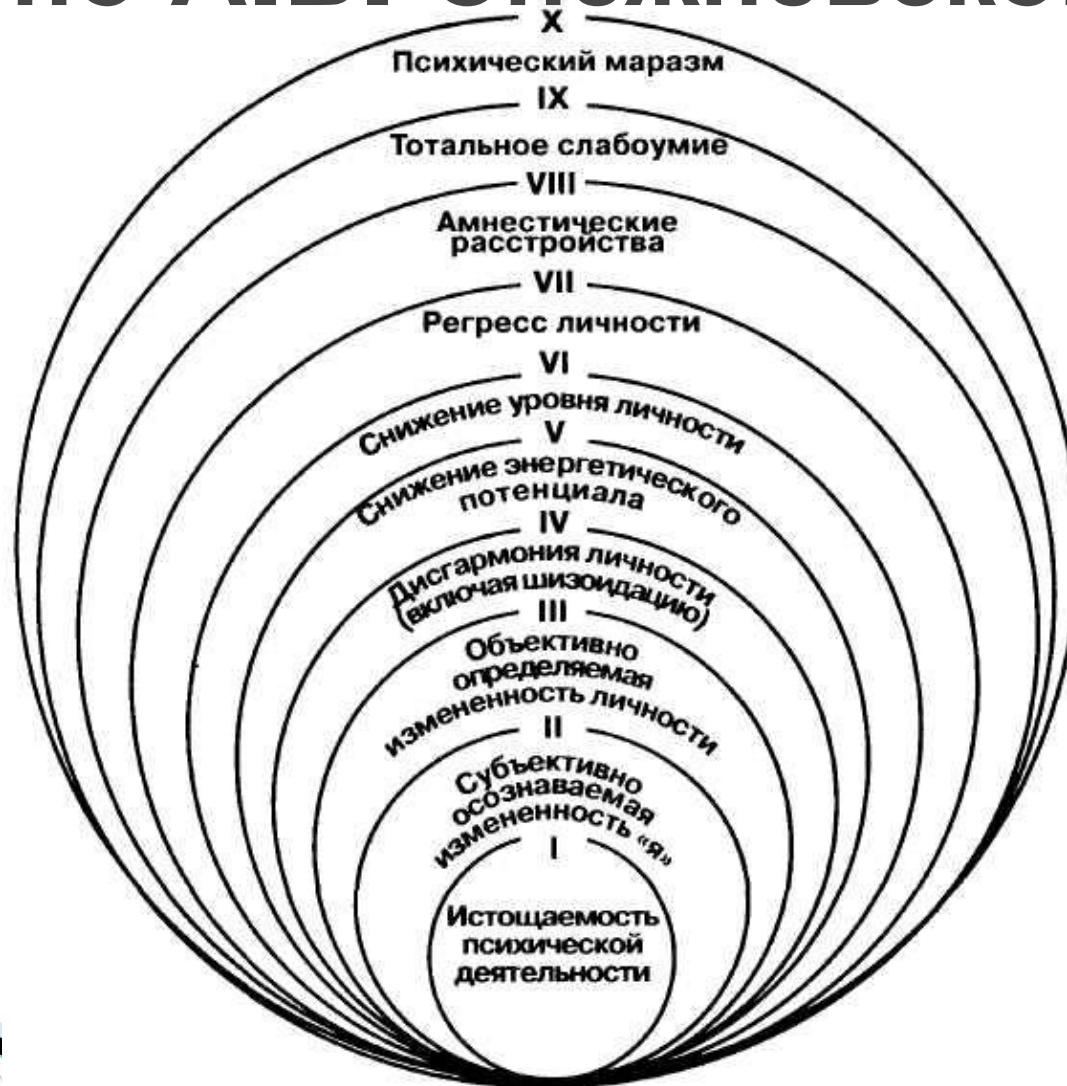 X
Психический маразм
IX
Тотальное слабоумие
VIII
Амнестические
расстройства
VII
Регресс личности
VI
Снижение уровня личности
V
Снижение энергетического
потенциала
IV
Дисгармония личности
(включая шизоидацию)
III
Объективно
определяемая
измененность личности
II
Субъективно
осознаваемая
измененность «я»
I
Истощаемость
психической
деятельности